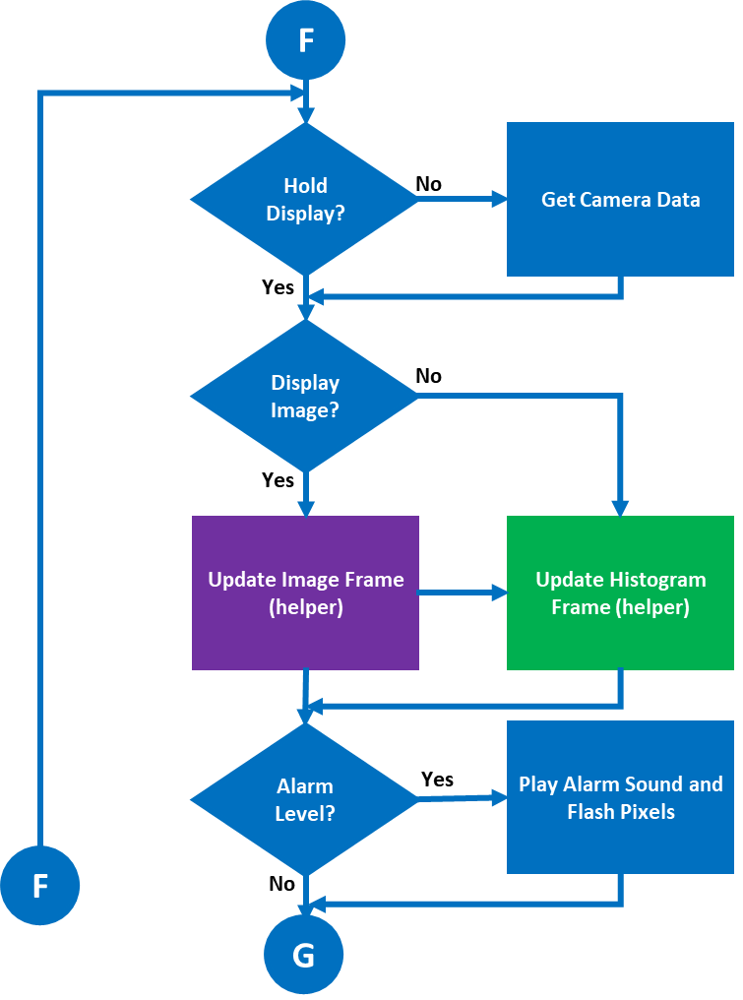 F
Hold
Display?
No
Get Camera Data
Yes
Display
Image?
No
Yes
Update Image Frame
(helper)
Update Histogram
Frame (helper)
Alarm
Level?
Yes
Play Alarm Sound and
Flash Pixels
No
F
G